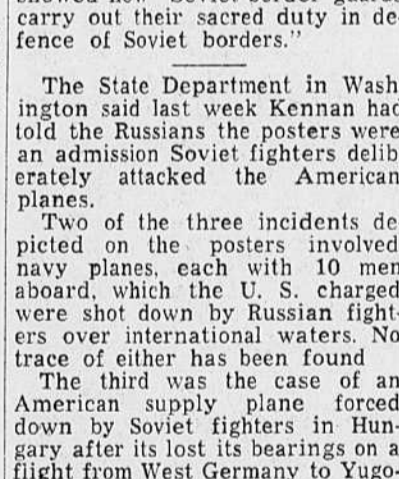 showed how Soviet border guards
carry out their sacred duty in de-
fence of Soviet borders."
The State Department in Wash
ington said last week Kennan had
told the Russians the posters were
an admission Soviet fighters delib
erately attacked the American
planes.
Two of the three incidents de
picted on the posters involved
navy planes, each with 10 men
aboard, which the U. S. charged
were shot down by Russian fight-
ers over international waters. No
trace of either has been found
The third was the case of an
American supply plane forced
down by Soviet fighters in Hun-
gary after its lost its bearings on a
flight from West Germany to Yugo-